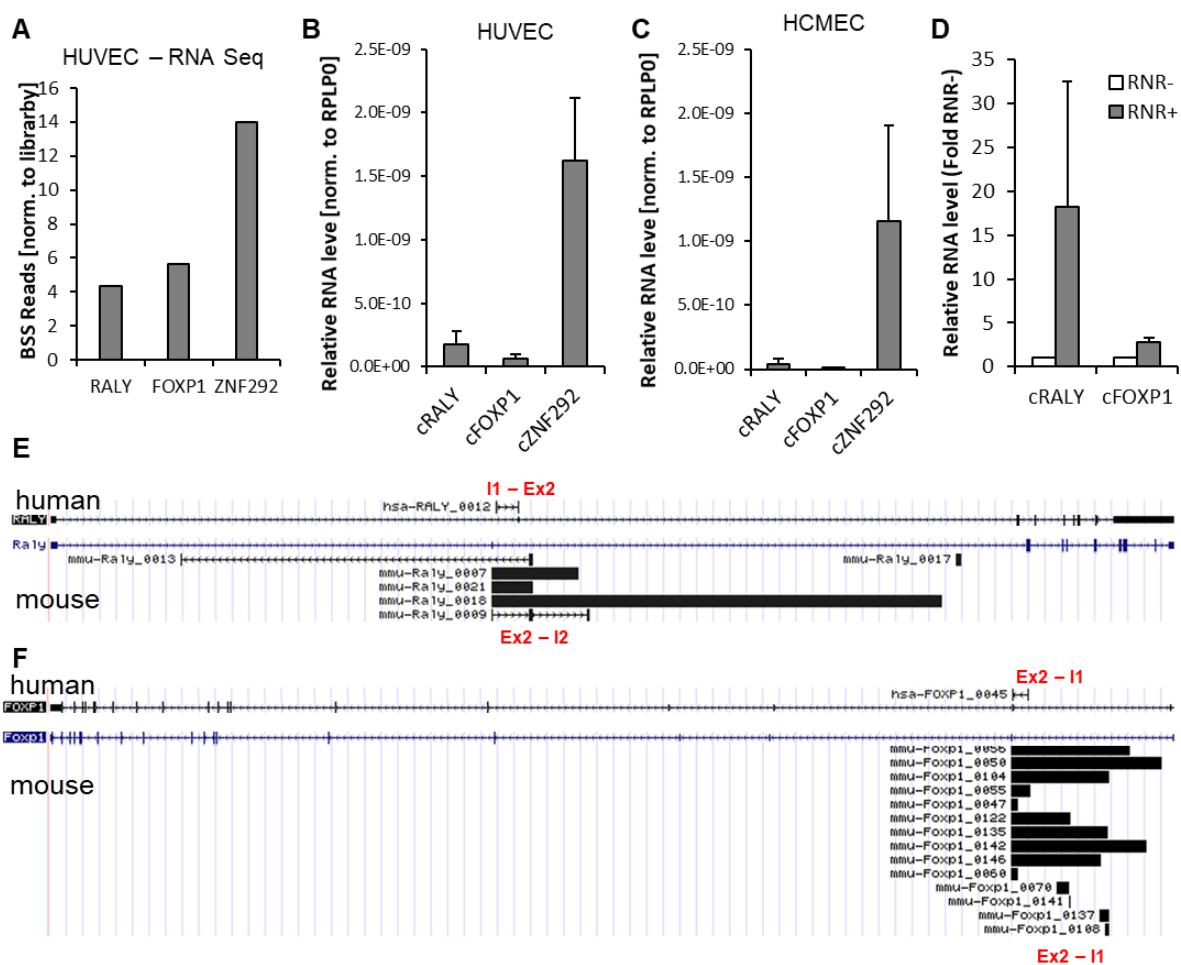 A
HUVEC – RNA Seq
BSS Reads [norm. to librarby]
16
14
12
10
8
6
4
2
0
RALY FOXP1 ZNF292
B
HUVEC
Relative RNA level [norm. to RPLP0]
2.5E-09
2.0E-09
1.5E-09
1.0E-09
5.0E-10
0.0E+00
cRALY
cFOXP1
cZNF292
C
HCMEC
Relative RNA level [norm. to RPLP0]
2.5E-09
2.0E-09
1.5E-09
1.0E-09
5.0E-10
0.0E+00
cRALY
cFOXP1
cZNF292
D
Relative RNA level (Fold RNR-)
35
30
25
20
15
10
5
0
RNR-
RNR+
cRALY cFOXP1
E
human
I1 – Ex2
hsa-RALY_0012
RALY
Raly
mmu-Raly_0013
mmu-Raly_0017
mmu-Raly_0007
mmu-Raly_0021
mouse
mmu-Raly_0018
mmu-Raly_0009
Ex2 – I2
F
human
Ex2 – I1
hsa-FOXP1_0045
FOXP1
Foxp1
mouse
mmu-Foxp1_0056
mmu-Foxp1_0050
mmu-Foxp1_0104
mmu-Foxp1_0055
mmu-Foxp1_0047
mmu-Foxp1_0122
mmu-Foxp1_0135
mmu-Foxp1_0142
mmu-Foxp1_0146
mmu-Foxp1_0060
mmu-Foxp1_0070
mmu-Foxp1_0141
mmu-Foxp1_0137
mmu-Foxp1_0108
Ex2 – I1